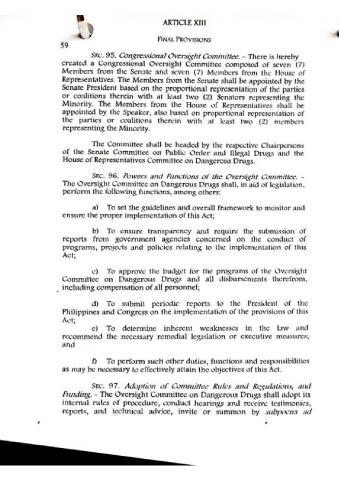 ARTICLE XIII
FINAL PROVISIONS
59
SEC. 95. Congressional Oversight Committee. – There is hereby
created a Congressional Oversight Committee composed of seven (7)
Members from the Senate and seven (7) Members from the House of
Representatives. The Members from the Senate shall be appointed by the
Senate President based on the proportional representation of the parties
or coalitions therein with at least two (2) Senators representing the
Minority. The Members from the House of Representatives shall be
appointed by the Speaker, also based on proportional representation of
the parties or coalitions therein with at least two (2) members
representing the Minority.
The Committee shall be headed by the respective Chairpersons
of the Senate Committee on Public Order and Illegal Drugs and the
House of Representatives Committee on Dangerous Drugs.
SEC. 96. Powers and Functions of the Oversight Committee. -
The Oversight Committee on Dangerous Drugs shall, in aid of legislation,
perform the following functions, among others:
a) To set the guidelines and overall framework to monitor and
ensure the proper implementation of this Act;
b) To ensure transparency and require the submission of
reports from government agencies concerned on the conduct of
programs, projects and policies relating to the implementation of this
Act;
c) To approve the budget for the programs of the Oversight
Committee on Dangerous Drugs and all disbursements therefrom,
including compensation of all personnel;
d) To submit periodic reports to the President of the
Philippines and Congress on the implementation of the provisions of this
Act;
e) To determine inherent weaknesses in the law and
recommend the necessary remedial legislation or executive measures;
and
f) To perform such other duties, functions and responsibilities
as may be necessary to effectively attain the objectives of this Act.
SEC. 97. Adoption of Committee Rules and Regulations, and
Funding. - The Oversight Committee on Dangerous Drugs shall adopt its
internal rules of procedure, conduct hearings and receive testimonies,
reports, and technical advice, invite or summon by subpoena ad